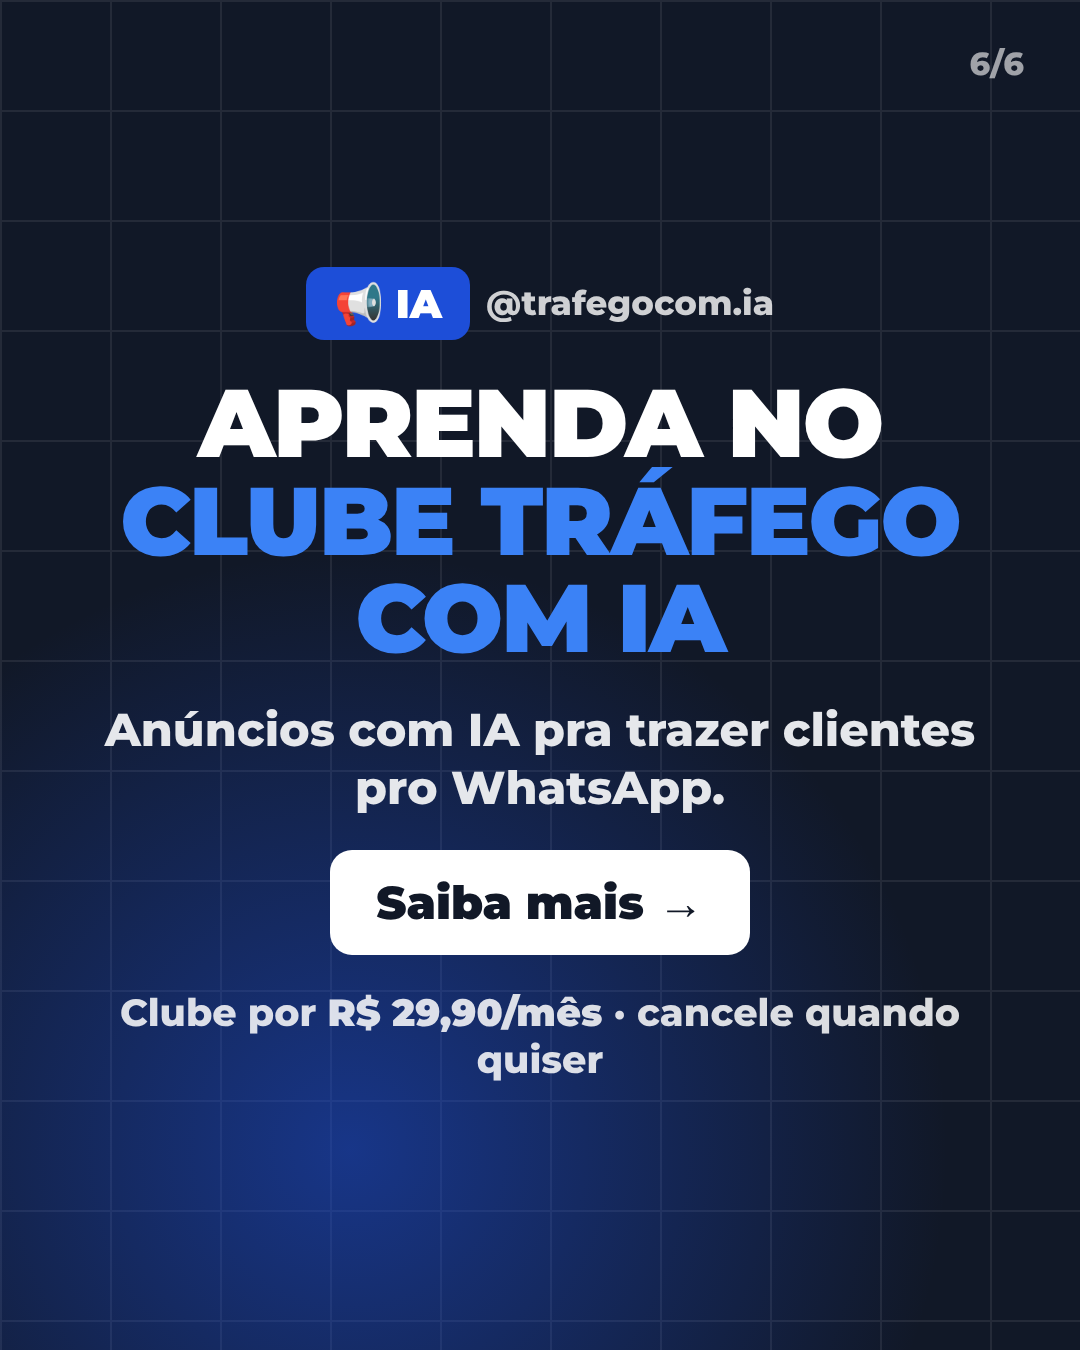 6/6
📢 IA @trafegocom.ia
APRENDA NO
CLUBE TRÁFEGO
COM IA
Anúncios com IA pra trazer clientes
pro WhatsApp.
Saiba mais →
Clube por R$ 29,90/mês · cancele quando
quiser